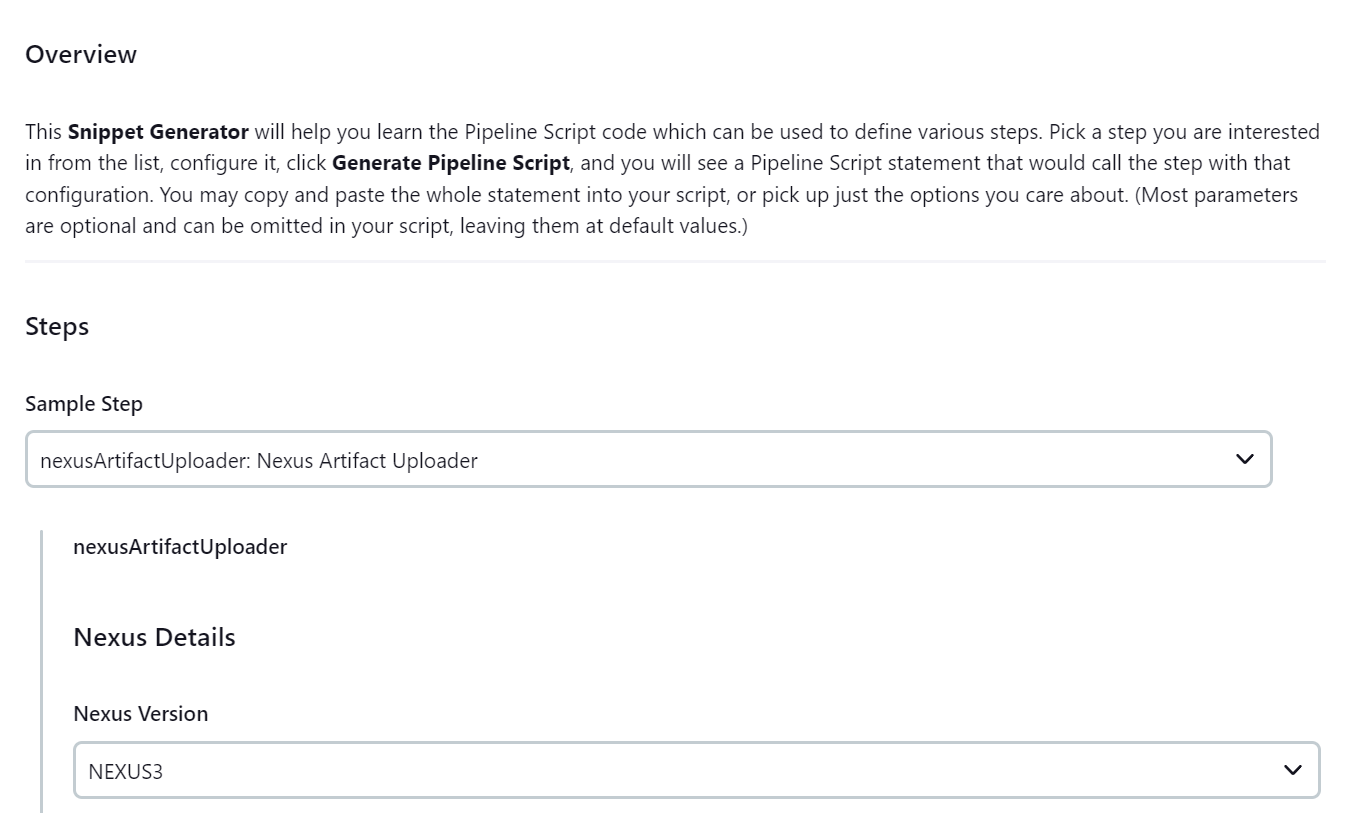 Overview
This Snippet Generator will help you learn the Pipeline Script code which can be used to define various steps. Pick a step you are interested
in from the list, configure it, click Generate Pipeline Script, and you will see a Pipeline Script statement that would call the step with that
configuration. You may copy and paste the whole statement into your script, or pick up just the options you care about. (Most parameters
are optional and can be omitted in your script, leaving them at default values.)
Steps
Sample Step
nexusArtifactUploader: Nexus Artifact Uploader
nexusArtifactUploader
Nexus Details
Nexus Version
NEXUS3